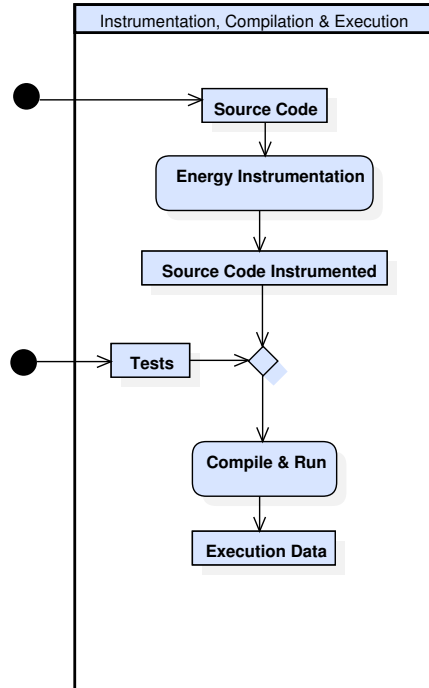 Instrumentation, Compilation & Execution
Source Code
Energy Instrumentation
Source Code Instrumented
Tests
Compile & Run
Execution Data